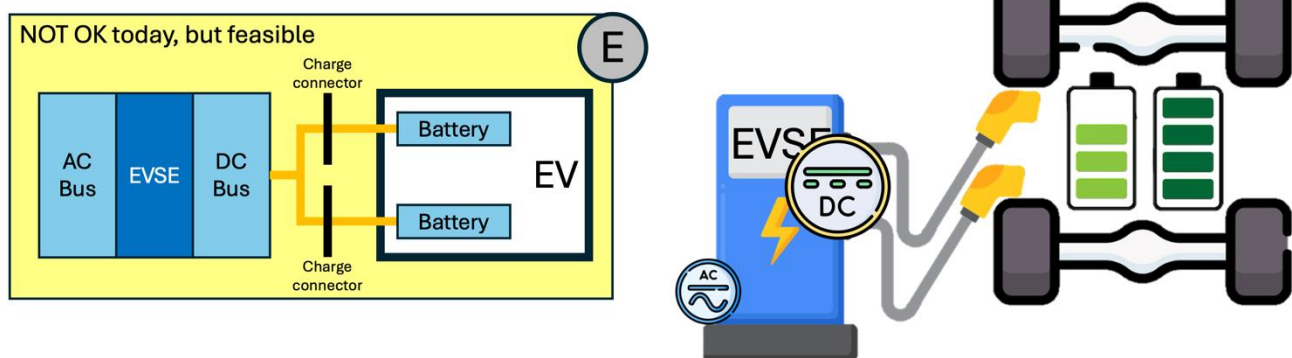 NOT OK today, but feasible
E
Charge
connector
AC
Bus
EVSE
DC
Bus
Battery
EV
Battery
Charge
connector
EVSE
DC
AC